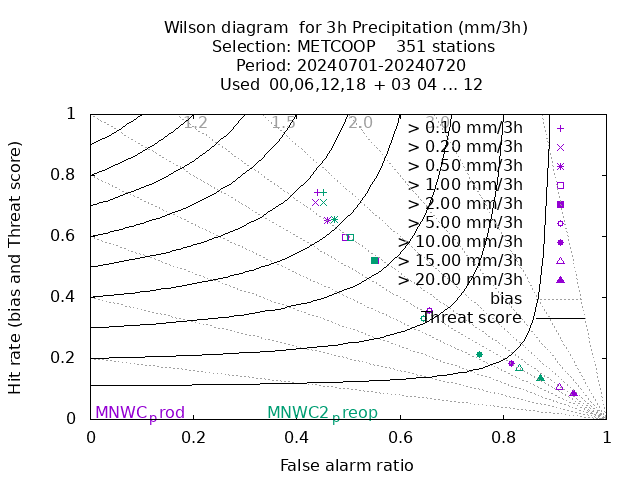 Wilson diagram for 3h Precipitation (mm/3h)
Selection: METCOOP 351 stations
Period: 20240701-20240720
Used 00,06,12,18 + 03 04 ... 12
Hit rate (bias and Threat score)
1
0.8
0.6
0.4
0.2
0
1.2
1.5
2.0
3.0
> 0.10 mm/3h
> 0.20 mm/3h
> 0.50 mm/3h
> 1.00 mm/3h
> 2.00 mm/3h
> 5.00 mm/3h
> 10.00 mm/3h
> 15.00 mm/3h
> 20.00 mm/3h
bias
Threat score
MNWCprod MNWC2preop
0 0.2 0.4 0.6 0.8 1
False alarm ratio